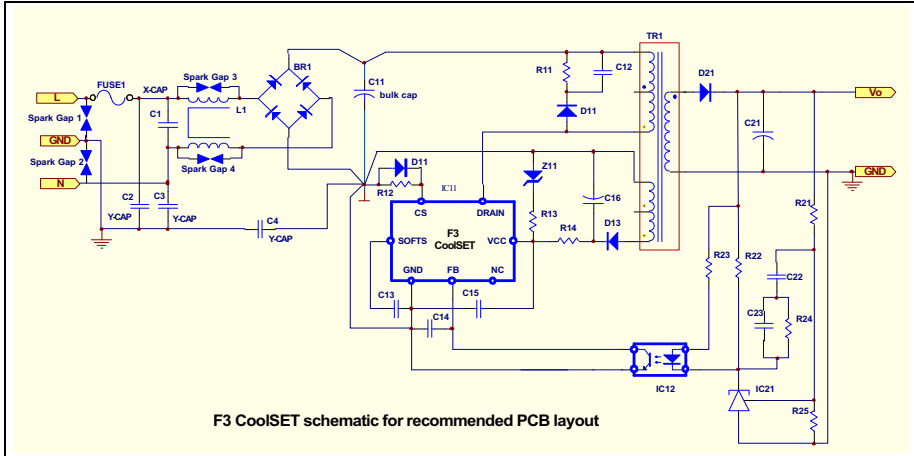 TR1
BR1
Spark Gap 3
FUSE1
R11
C12
C11
bulk cap
D21
X-CAP
L
L1
Vo
Spark Gap 1
C1
D11
C21
GND
Spark Gap 2
Spark Gap 4
D11
IC11
Z11
GND
N
R12
C16
C2
C3
CS
DRAIN
R21
Y-CAP
Y-CAP
C4
F3
CoolSET
R13
D13
Y-CAP
SOFTS
VCC
R14
R23
R22
GND
FB
NC
C22
C13
C15
C14
C23
R24
IC12
IC21
R25
F3 CoolSET schematic for recommended PCB layout